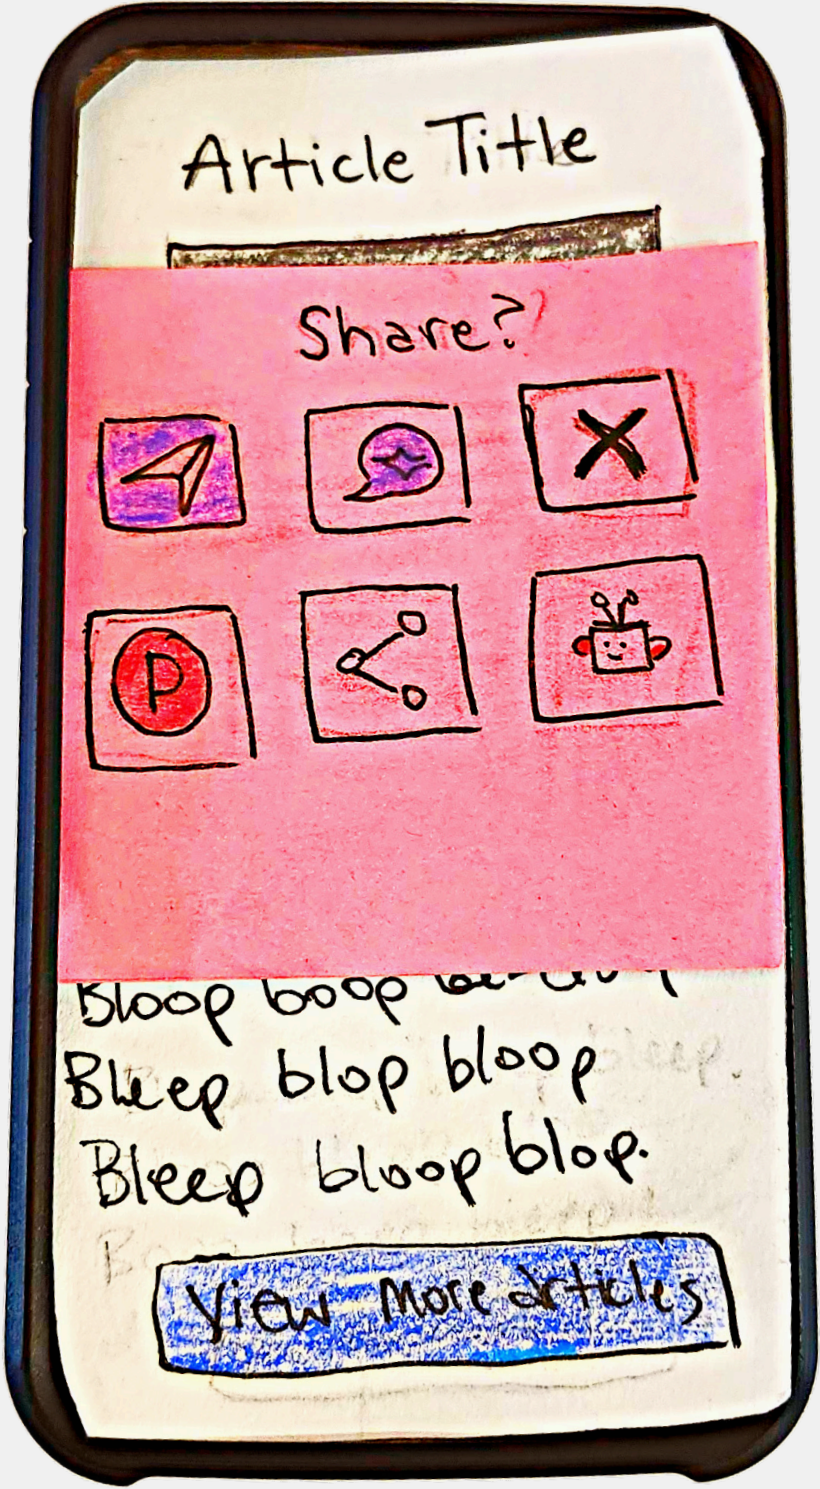 Article Title
Share?
X
P
Bloop boop
Bleep blop bloop
Bleep bloop blop.
View more articles